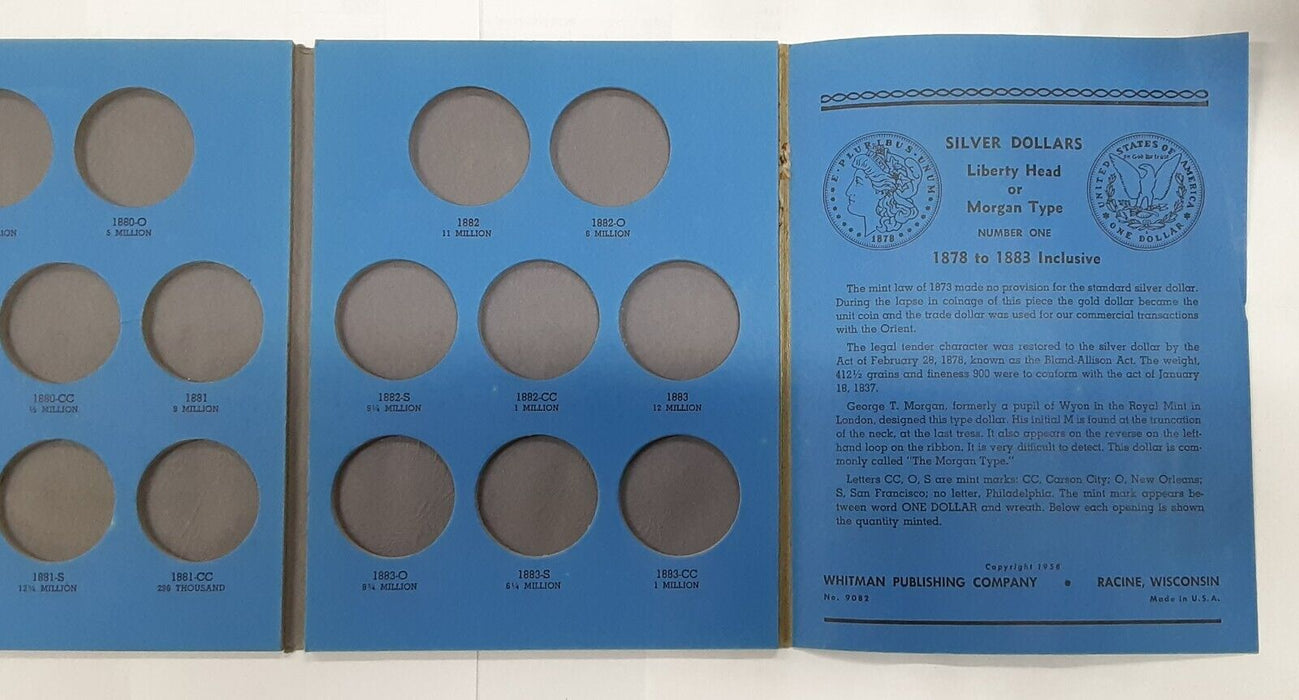 ION
1880-O
5 MILLION
1880-CC
½ MILLION
1881
9 MILLION
1881-S
12¾ MILLION
1881-CC
296 THOUSAND
1882
11 MILLION
1882-O
6 MILLION
1882-S
9¼ MILLION
1882-CC
1 MILLION
1883
12 MILLION
1883-O
8¾ MILLION
1883-S
6¼ MILLION
1883-CC
1 MILLION
E · PLURIBUS · UNUM
1878
SILVER DOLLARS
Liberty Head
or
Morgan Type
NUMBER ONE
1878 to 1883 Inclusive
UNITED STATES OF AMERICA
In God We Trust
ONE DOLLAR
The mint law of 1873 made no provision for the standard silver dollar.
During the lapse in coinage of this piece the gold dollar became the
unit coin and the trade dollar was used for our commercial transactions
with the Orient.
The legal tender character was restored to the silver dollar by the
Act of February 28, 1878, known as the Bland-Allison Act. The weight,
412½ grains and fineness 900 were to conform with the act of January
18, 1837.
George T. Morgan, formerly a pupil of Wyon in the Royal Mint in
London, designed this type dollar. His initial M is found at the truncation
of the neck, at the last tress. It also appears on the reverse on the left-
hand loop on the ribbon. It is very difficult to detect. This dollar is com-
monly called "The Morgan Type."
Letters CC, O, S are mint marks: CC, Carson City; O, New Orleans;
S, San Francisco; no letter, Philadelphia. The mint mark appears be-
tween word ONE DOLLAR and wreath. Below each opening is shown
the quantity minted.
Copyright 1956
WHITMAN PUBLISHING COMPANY • RACINE, WISCONSIN
No. 9082 Made in U.S.A.